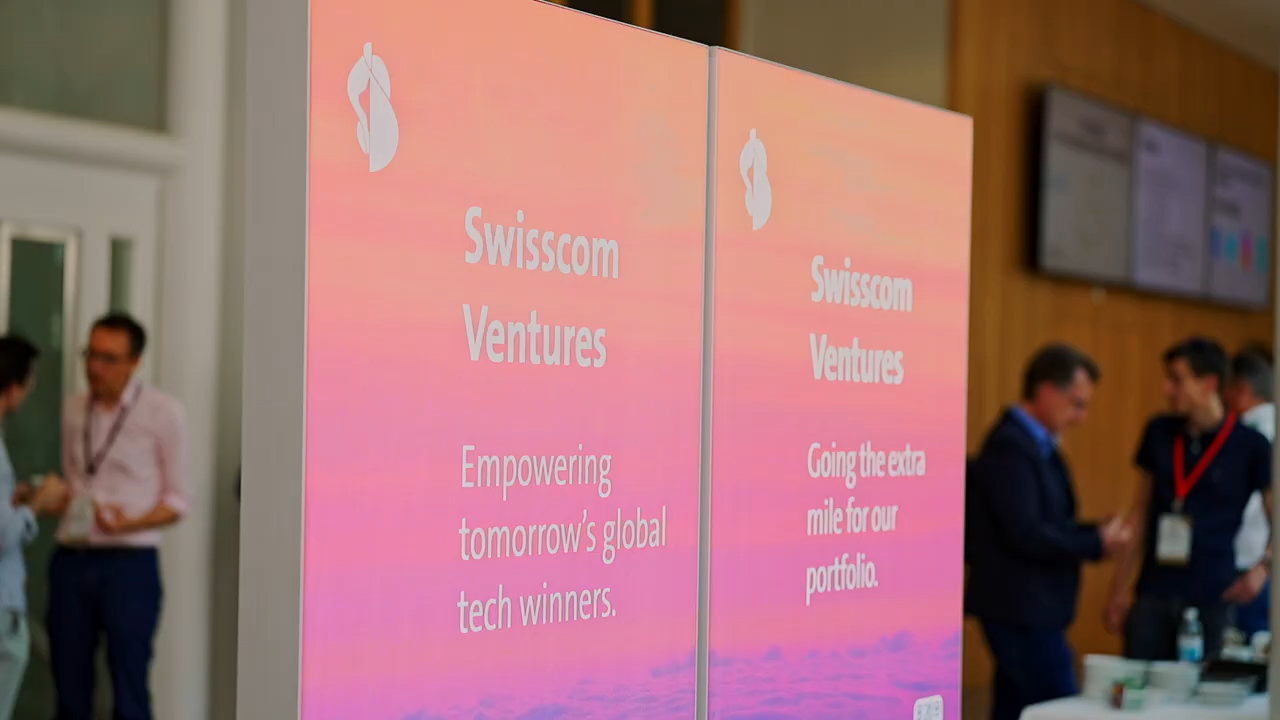 Swisscom
Ventures
Empowering
tomorrow's global
tech winners.
Swisscom
Ventures
Going the extra
mile for our
portfolio.